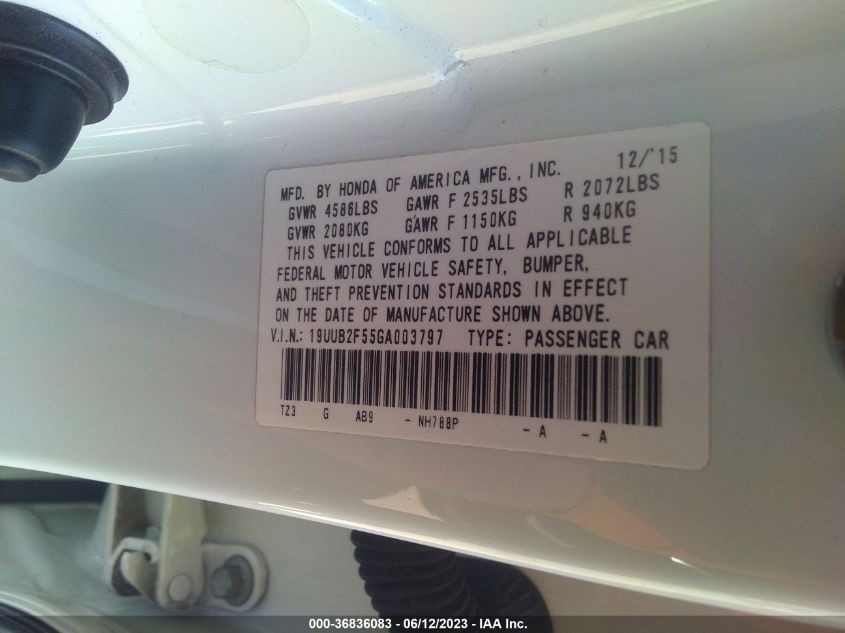 12/'15
MFD. BY HONDA OF AMERICA MFG., INC.
GVWR 4586LBS GAWR F 2535LBS R 2072LBS
GVWR 2080KG GAWR F 1150KG R 940KG
THIS VEHICLE CONFORMS TO ALL APPLICABLE
FEDERAL MOTOR VEHICLE SAFETY, BUMPER,
AND THEFT PREVENTION STANDARDS IN EFFECT
ON THE DATE OF MANUFACTURE SHOWN ABOVE.
V.I.N.: 19UUB2F55GA003797 TYPE: PASSENGER CAR
TZ3 G AB9 - NH788P - A - A
000-36836083 - 06/12/2023 - IAA Inc.